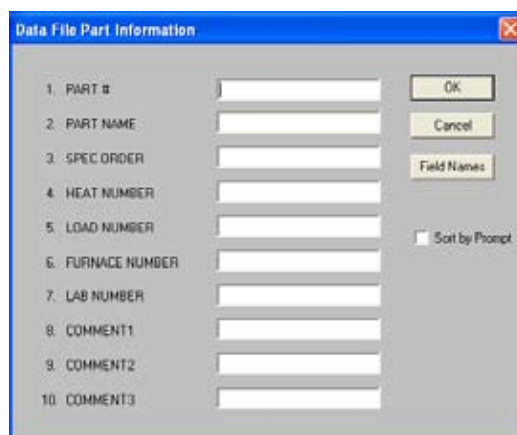 Data File Part Information
1. PART #
OK
2. PART NAME
Cancel
3. SPEC ORDER
Field Names
4. HEAT NUMBER
5. LOAD NUMBER
Sort by Prompt
6. FURNACE NUMBER
7. LAB NUMBER
8. COMMENT1
9. COMMENT2
10. COMMENT3